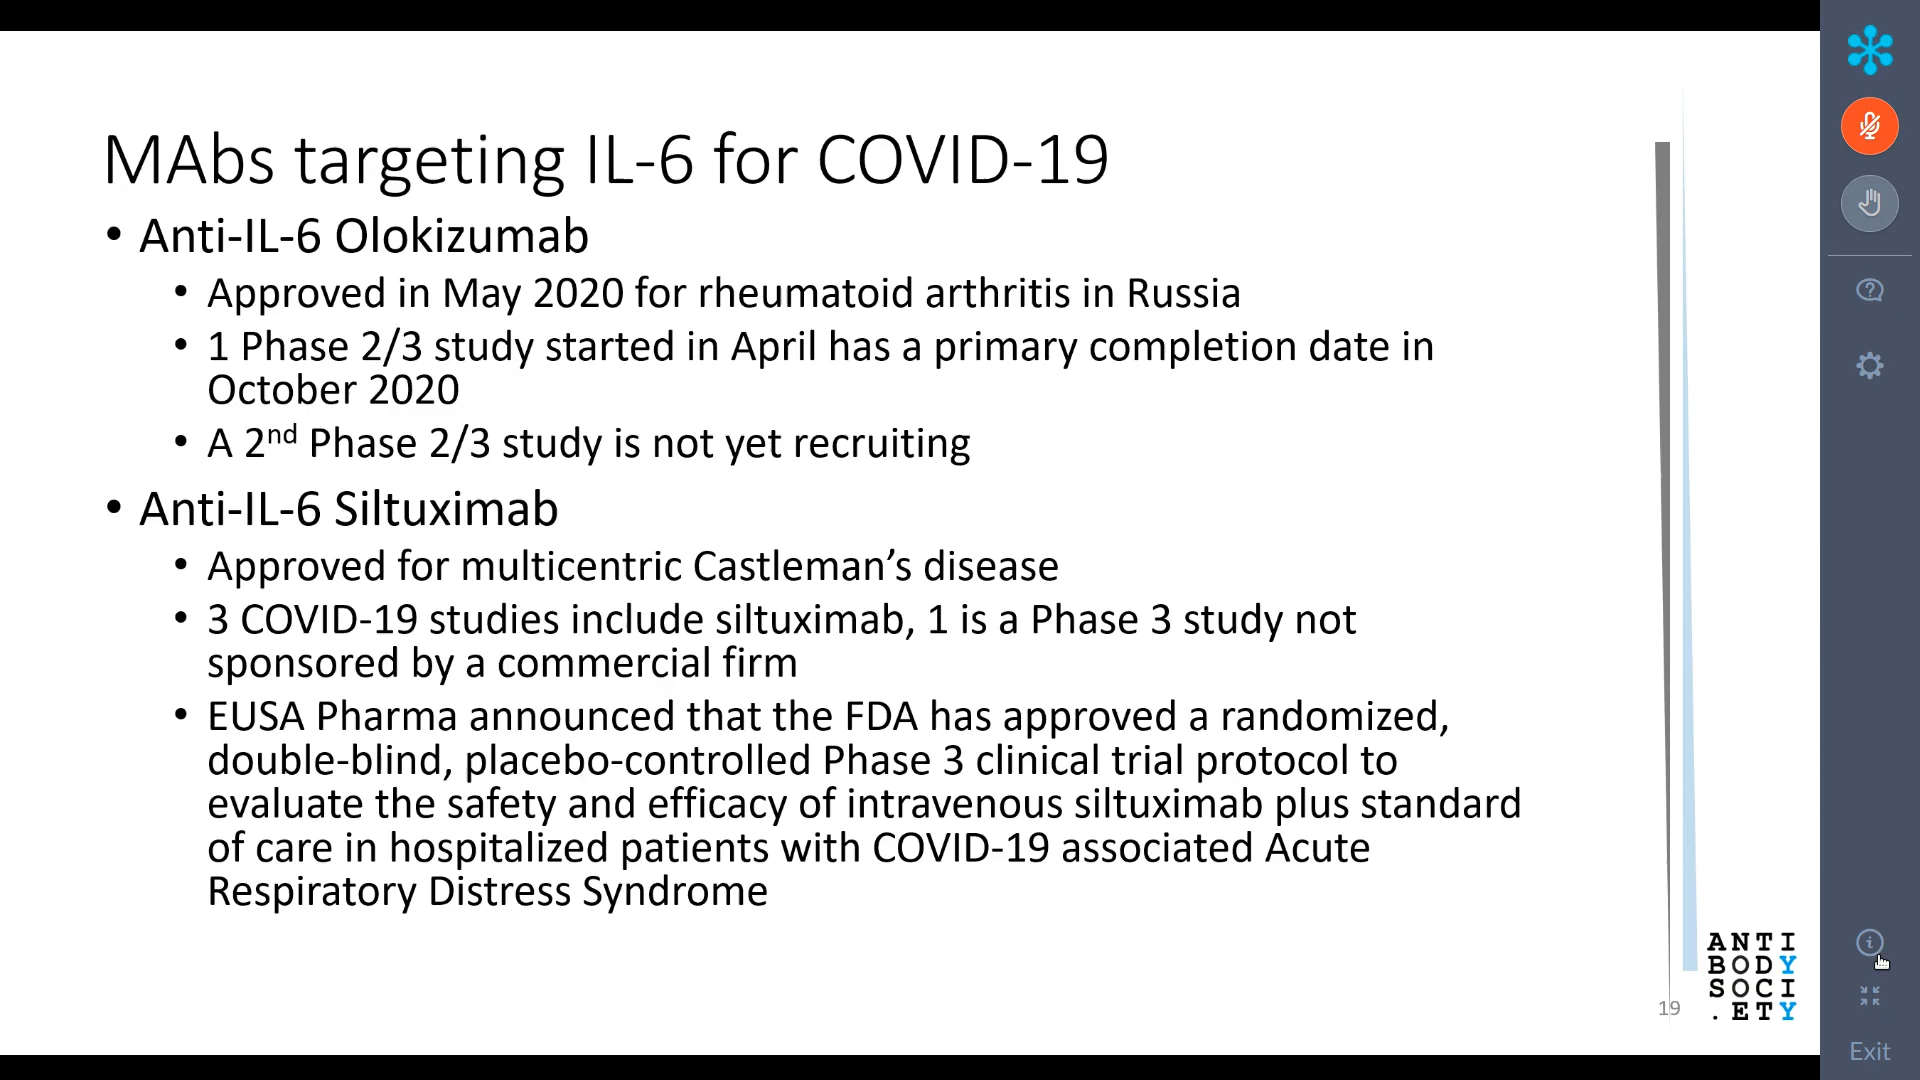 MAbs targeting IL-6 for COVID-19
• Anti-IL-6 Olokizumab
• Approved in May 2020 for rheumatoid arthritis in Russia
• 1 Phase 2/3 study started in April has a primary completion date in
October 2020
• A 2nd Phase 2/3 study is not yet recruiting
• Anti-IL-6 Siltuximab
• Approved for multicentric Castleman’s disease
• 3 COVID-19 studies include siltuximab, 1 is a Phase 3 study not
sponsored by a commercial firm
• EUSA Pharma announced that the FDA has approved a randomized,
double-blind, placebo-controlled Phase 3 clinical trial protocol to
evaluate the safety and efficacy of intravenous siltuximab plus standard
of care in hospitalized patients with COVID-19 associated Acute
Respiratory Distress Syndrome
19
ANTI
BODY
SOCI
.ETY
Exit